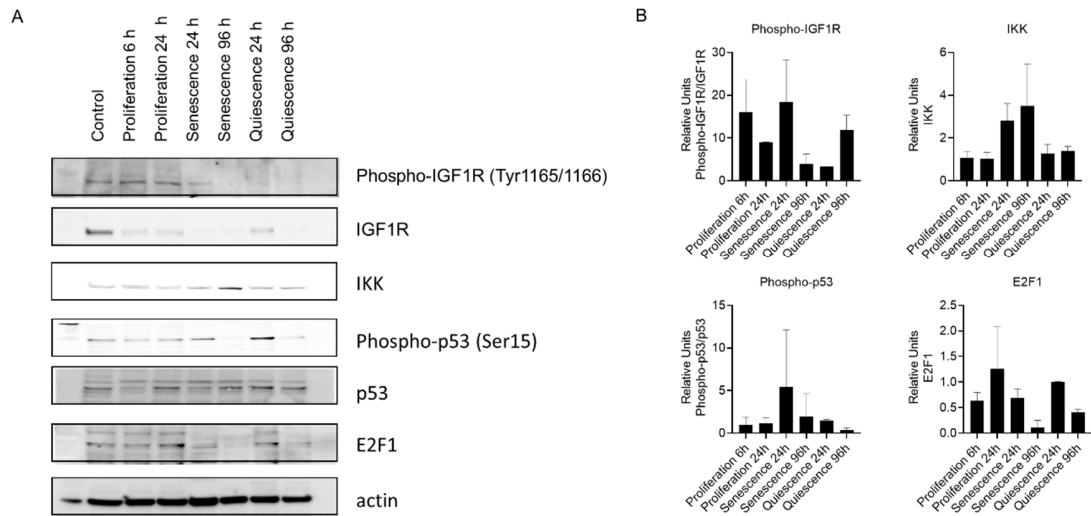 A
Control
Proliferation 6 h
Proliferation 24 h
Senescence 24 h
Senescence 96 h
Quiescence 24 h
Quiescence 96 h
Phospho-IGF1R (Tyr1165/1166)
IGF1R
IKK
Phospho-p53 (Ser15)
p53
E2F1
actin
B
Phospho-IGF1R
Relative Units
Phospho-IGF1R/IGF1R
30
20
10
0
Proliferation 6h
Proliferation 24h
Senescence 24h
Senescence 96h
Quiescence 24h
Quiescence 96h
IKK
Relative Units
IKK
6
4
2
0
Proliferation 6h
Proliferation 24h
Senescence 24h
Senescence 96h
Quiescence 24h
Quiescence 96h
Phospho-p53
Relative Units
Phospho-p53/p53
15
10
5
0
Proliferation 6h
Proliferation 24h
Senescence 24h
Senescence 96h
Quiescence 24h
Quiescence 96h
E2F1
Relative Units
E2F1
2.5
2.0
1.5
1.0
0.5
0.0
Proliferation 6h
Proliferation 24h
Senescence 24h
Senescence 96h
Quiescence 24h
Quiescence 96h